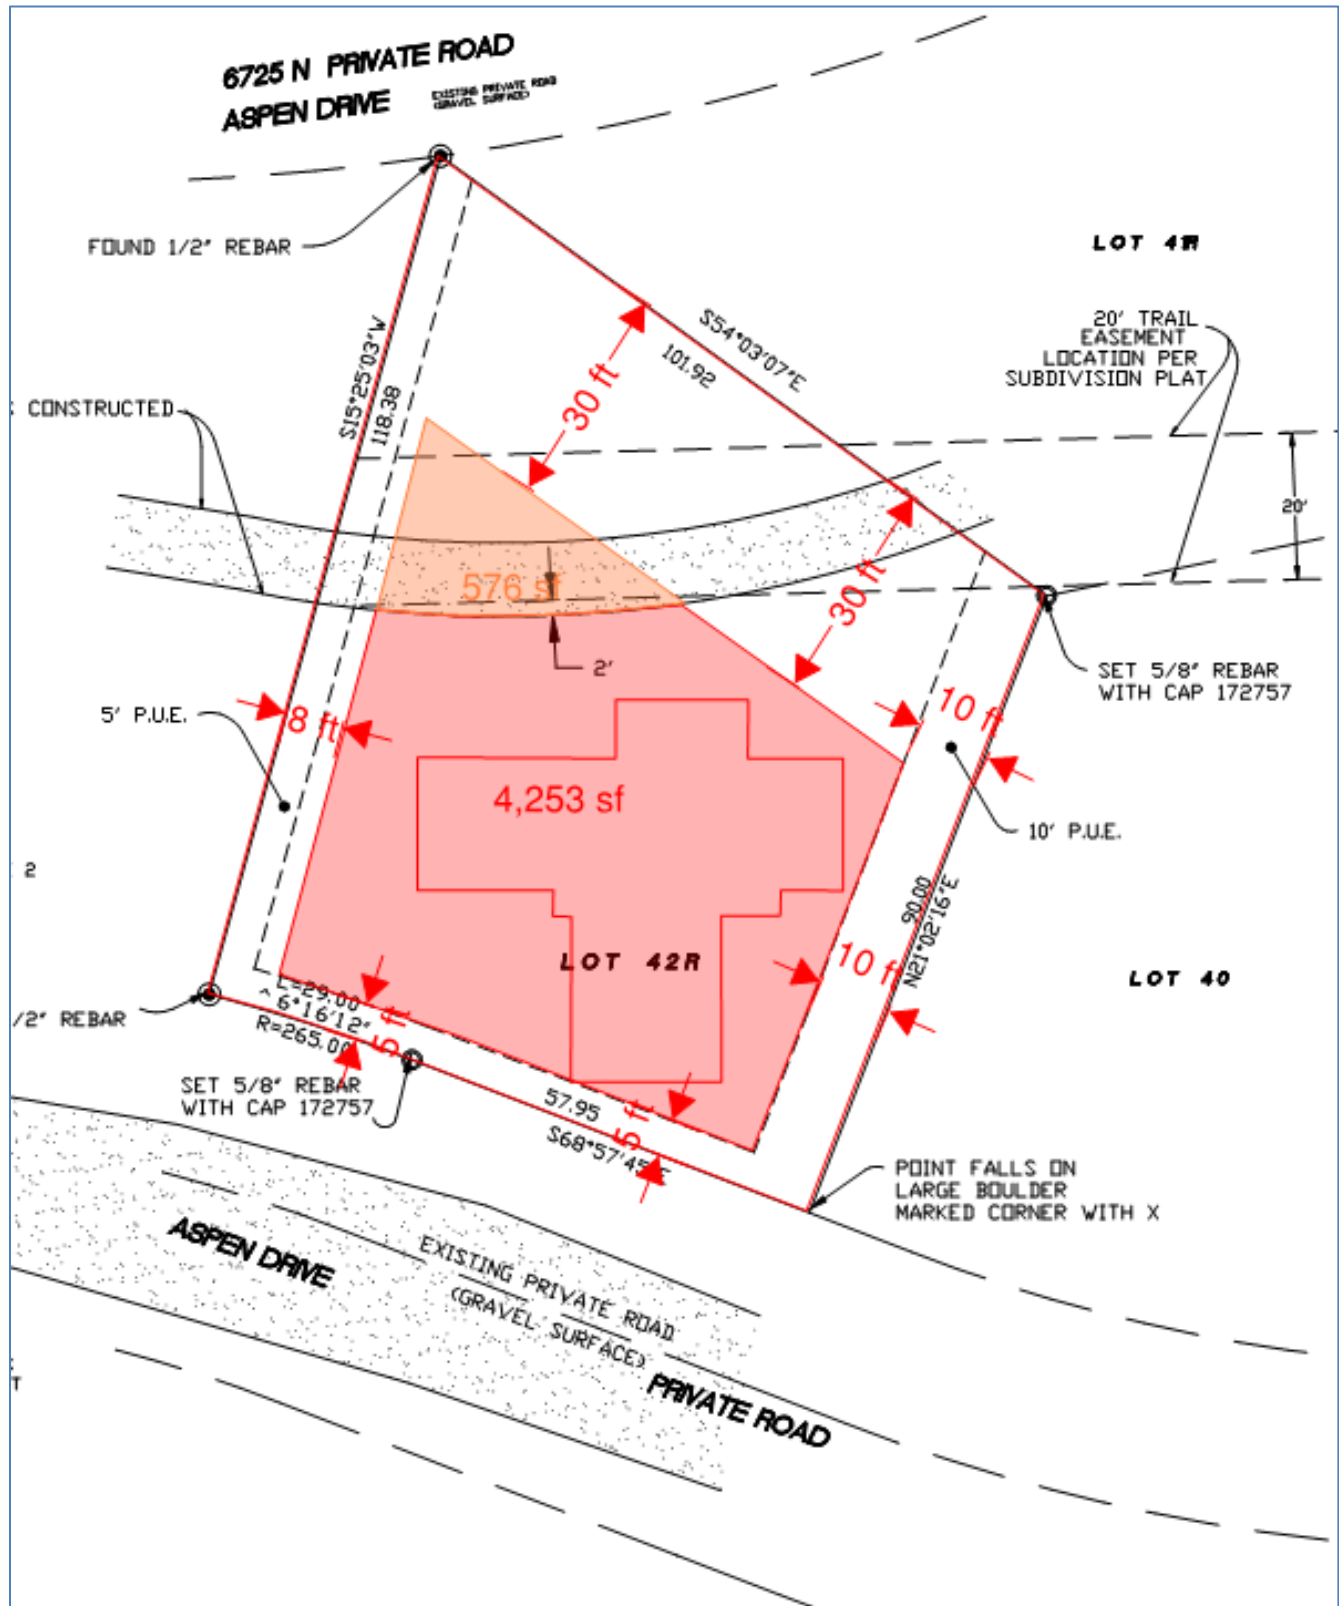 6725 N PRIVATE ROAD
ASPEN DRIVE
EXISTING PRIVATE ROAD
(GRAVEL SURFACE)
FOUND 1/2" REBAR
LOT 41R
S54°03'07"E
101.92
20' TRAIL
EASEMENT
LOCATION PER
SUBDIVISION PLAT
S15°25'03"W
118.38
30 ft
CONSTRUCTED
20'
576 sf
30 ft
2'
SET 5/8" REBAR
WITH CAP 172757
5' P.U.E.
8 ft
10 ft
4,253 sf
10' P.U.E.
2
90.00
N21°02'16"E
LOT 42R
10 ft
LOT 40
L=29.00
^ 6°16'12"
R=265.00
5 ft
/2" REBAR
SET 5/8" REBAR
WITH CAP 172757
57.95
S68°57'45"E
5 ft
POINT FALLS ON
LARGE BOULDER
MARKED CORNER WITH X
ASPEN DRIVE
EXISTING PRIVATE ROAD
(GRAVEL SURFACE)
PRIVATE ROAD
T